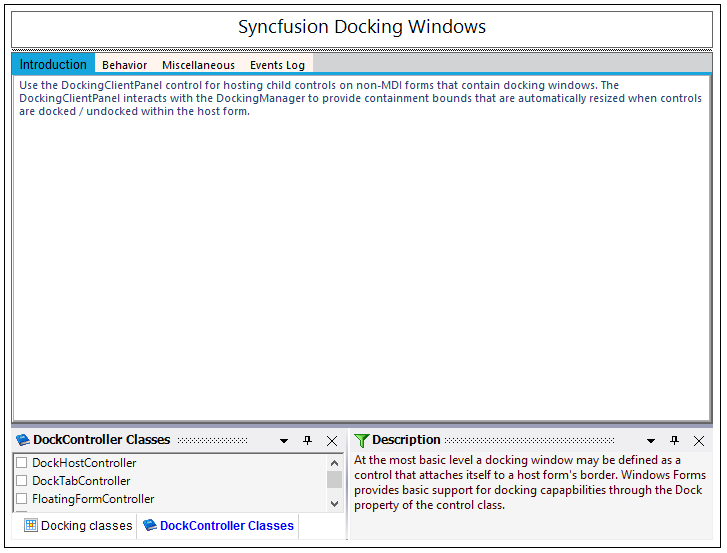 Syncfusion Docking Windows
Introduction Behavior Miscellaneous Events Log
Use the DockingClientPanel control for hosting child controls on non-MDI forms that contain docking windows. The
DockingClientPanel interacts with the DockingManager to provide containment bounds that are automatically resized when controls
are docked / undocked within the host form.
DockController Classes
DockHostController
DockTabController
FloatingFormController
Docking classes DockController Classes
Description
At the most basic level a docking window may be defined as a
control that attaches itself to a host form's border. Windows Forms
provides basic support for docking capapbilities through the Dock
property of the control class.